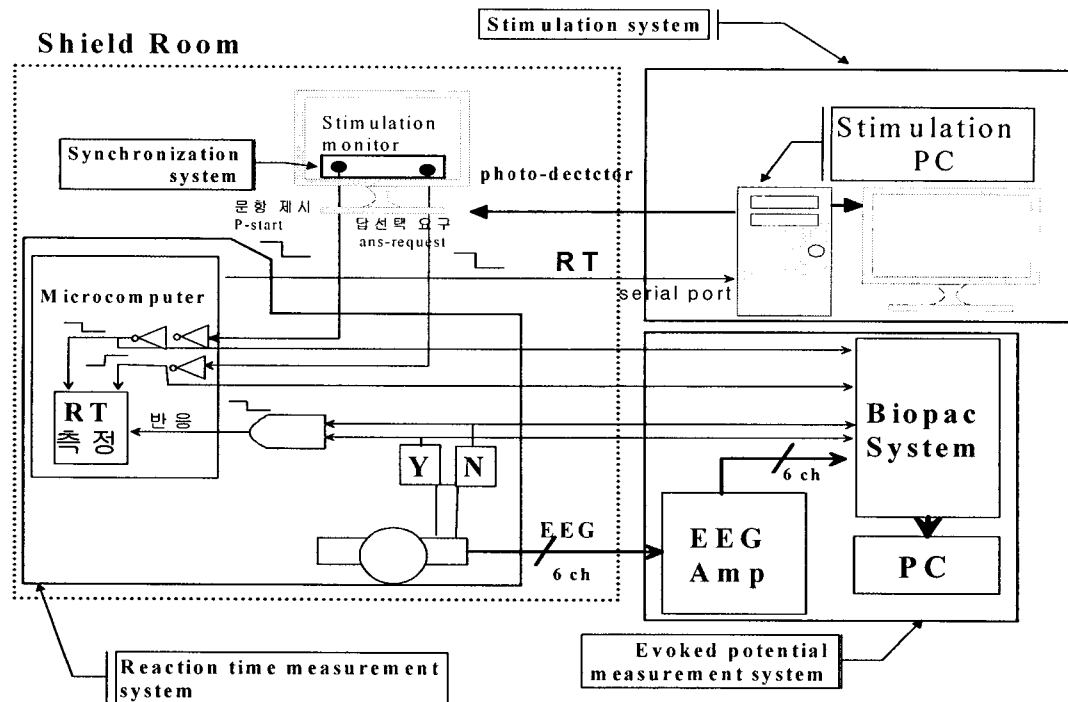 Stimulation system
Shield Room
Stimulation
monitor
Synchronization
system
photo-dectctor
Stimulation
PC
문항 제시
P-start
답선택 요구
ans-request
RT
serial port
Microcomputer
RT
측정
반응
Y
N
Biopac
System
6 ch
EEG
6 ch
EEG
Amp
PC
Evoked potential
measurement system
Reaction time measurement
system